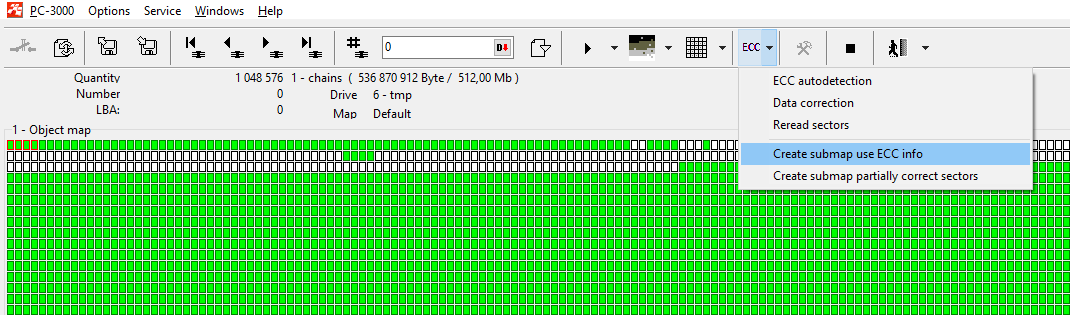 PC-3000 Options Service Windows Help
0 D ECC
Quantity 1 048 576 1 - chains ( 536 870 912 Byte / 512,00 Mb )
Number 0 Drive 6 - tmp
LBA: 0 Map Default
1 - Object map
ECC autodetection
Data correction
Reread sectors
Create submap use ECC info
Create submap partially correct sectors